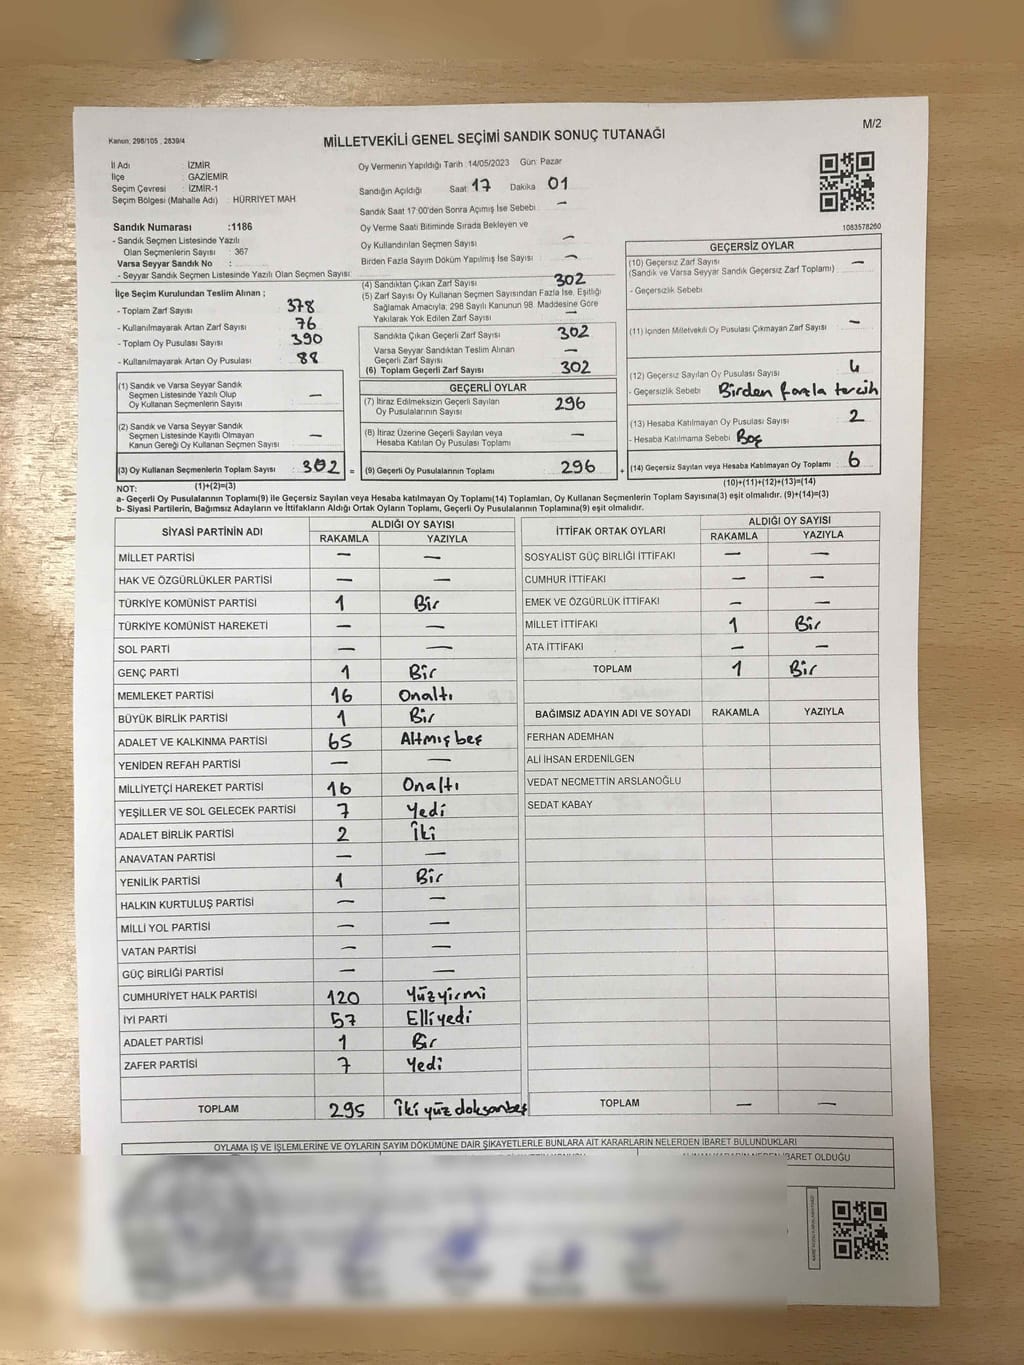 M/2
Kanon: 298/105 , 2839/4
MİLLETVEKİLİ GENEL SEÇİMİ SANDIK SONUÇ TUTANAĞI
İl Adı : İZMİR
İlçe : GAZİEMİR
Seçim Çevresi : İZMİR-1
Seçim Bölgesi (Mahalle Adı) : HÜRRİYET MAH
Sandık Numarası :1186
- Sandık Seçmen Listesinde Yazılı
Olan Seçmenlerin Sayısı : 367
Varsa Seyyar Sandık No :
- Seyyar Sandık Seçmen Listesinde Yazılı Olan Seçmen Sayısı:
Oy Vermenin Yapıldığı Tarih :14/05/2023 Gün: Pazar
Sandığın Açıldığı Saat 17 Dakika 01
Sandık Saat 17:00'den Sonra Açımış İse Sebebi : —
Oy Verme Saati Bitiminde Sırada Bekleyen ve
Oy Kullandırılan Seçmen Sayısı —
Birden Fazla Sayım Döküm Yapılmış İse Sayısı : —
1083578260
İlçe Seçim Kurulundan Teslim Alınan ;
- Toplam Zarf Sayısı : 378
- Kullanılmayarak Artan Zarf Sayısı : 76
- Toplam Oy Pusulası Sayısı : 390
- Kullanılmayarak Artan Oy Pusulası : 88
(1) Sandık ve Varsa Seyyar Sandık
Seçmen Listesinde Yazılı Olup
Oy Kullanan Seçmenlerin Sayısı —
(2) Sandık ve Varsa Seyyar Sandık
Seçmen Listesinde Kayıtlı Olmayan
Kanun Gereği Oy Kullanan Seçmen Sayısı —
(3) Oy Kullanan Seçmenlerin Toplam Sayısı 302 =
(1)+(2)=(3)
(4) Sandıktan Çıkan Zarf Sayısı 302
(5) Zarf Sayısı Oy Kullanan Seçmen Sayısından Fazla İse, Eşitliği
Sağlamak Amacıyla, 298 Sayılı Kanunun 98. Maddesine Göre
Yakılarak Yok Edilen Zarf Sayısı : —
Sandıkta Çıkan Geçerli Zarf Sayısı 302
Varsa Seyyar Sandıktan Teslim Alınan
Geçerli Zarf Sayısı —
(6) Toplam Geçerli Zarf Sayısı 302
GEÇERLİ OYLAR
(7) İtiraz Edilmeksizin Geçerli Sayılan
Oy Pusulalarının Sayısı 296
(8) İtiraz Üzerine Geçerli Sayılan veya
Hesaba Katılan Oy Pusulası Toplamı —
(9) Geçerli Oy Pusulalarının Toplamı 296 +
GEÇERSİZ OYLAR
(10) Geçersiz Zarf Sayısı —
(Sandık ve Varsa Seyyar Sandık Geçersiz Zarf Toplamı)
- Geçersizlik Sebebi :
(11) İçinden Milletvekili Oy Pusulası Çıkmayan Zarf Sayısı —
(12) Geçersiz Sayılan Oy Pusulası Sayısı 4
- Geçersizlik Sebebi : Birden fazla tercih
(13) Hesaba Katılmayan Oy Pusulası Sayısı 2
- Hesaba Katılmama Sebebi : Boş
(14) Geçersiz Sayılan veya Hesaba Katılmayan Oy Toplamı 6
(10)+(11)+(12)+(13)=(14)
NOT:
a- Geçerli Oy Pusulalarının Toplamı(9) ile Geçersiz Sayılan veya Hesaba katılmayan Oy Toplamı(14) Toplamları, Oy Kullanan Seçmenlerin Toplam Sayısına(3) eşit olmalıdır. (9)+(14)=(3)
b- Siyasi Partilerin, Bağımsız Adayların ve İttifakların Aldığı Ortak Oyların Toplamı, Geçerli Oy Pusulalarının Toplamına(9) eşit olmalıdır.
SİYASİ PARTİNİN ADI ALDIĞI OY SAYISI
RAKAMLA YAZIYLA
MİLLET PARTİSİ — —
HAK VE ÖZGÜRLÜKLER PARTİSİ — —
TÜRKİYE KOMÜNİST PARTİSİ 1 Bir
TÜRKİYE KOMÜNİST HAREKETİ — —
SOL PARTİ — —
GENÇ PARTİ 1 Bir
MEMLEKET PARTİSİ 16 Onaltı
BÜYÜK BİRLİK PARTİSİ 1 Bir
ADALET VE KALKINMA PARTİSİ 65 Altmışbeş
YENİDEN REFAH PARTİSİ — —
MİLLİYETÇİ HAREKET PARTİSİ 16 Onaltı
YEŞİLLER VE SOL GELECEK PARTİSİ 7 Yedi
ADALET BİRLİK PARTİSİ 2 İki
ANAVATAN PARTİSİ — —
YENİLİK PARTİSİ 1 Bir
HALKIN KURTULUŞ PARTİSİ — —
MİLLİ YOL PARTİSİ — —
VATAN PARTİSİ — —
GÜÇ BİRLİĞİ PARTİSİ — —
CUMHURİYET HALK PARTİSİ 120 Yüzyirmi
İYİ PARTİ 57 Elliyedi
ADALET PARTİSİ 1 Bir
ZAFER PARTİSİ 7 Yedi
TOPLAM 295 İki yüz doksanbeş
İTTİFAK ORTAK OYLARI ALDIĞI OY SAYISI
RAKAMLA YAZIYLA
SOSYALİST GÜÇ BİRLİĞİ İTTİFAKI — —
CUMHUR İTTİFAKI — —
EMEK VE ÖZGÜRLÜK İTTİFAKI — —
MİLLET İTTİFAKI 1 Bir
ATA İTTİFAKI — —
TOPLAM 1 Bir
BAĞIMSIZ ADAYIN ADI VE SOYADI RAKAMLA YAZIYLA
FERHAN ADEMHAN
ALİ İHSAN ERDENİLGEN
VEDAT NECMETTİN ARSLANOĞLU
SEDAT KABAY
TOPLAM — —
OYLAMA İŞ VE İŞLEMLERİNE VE OYLARIN SAYIM DÖKÜMÜNE DAİR ŞİKAYETLERLE BUNLARA AİT KARARLARIN NELERDEN İBARET BULUNDUKLARI
İBARET OLDUĞU